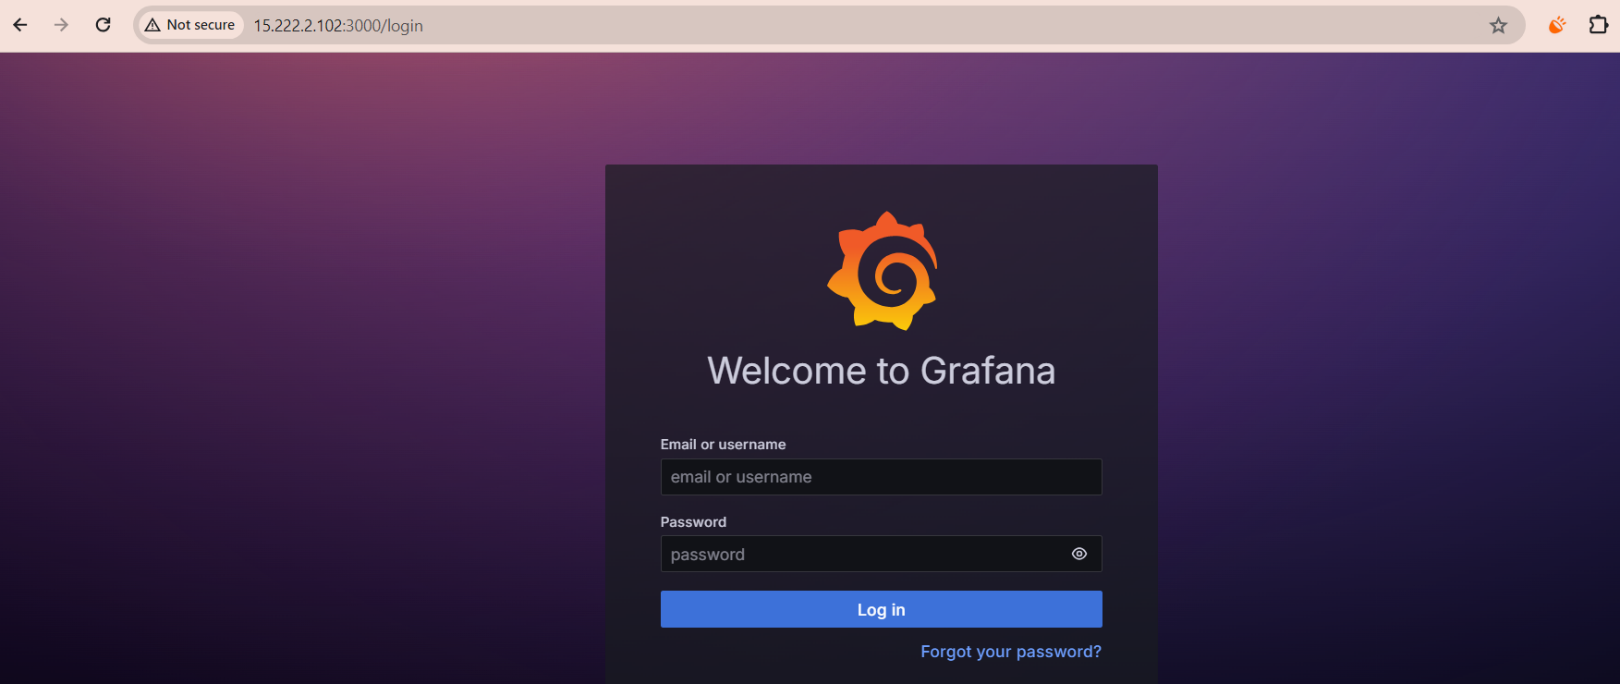 Not secure 15.222.2.102:3000/login
Welcome to Grafana
Email or username
email or username
Password
password
Log in
Forgot your password?